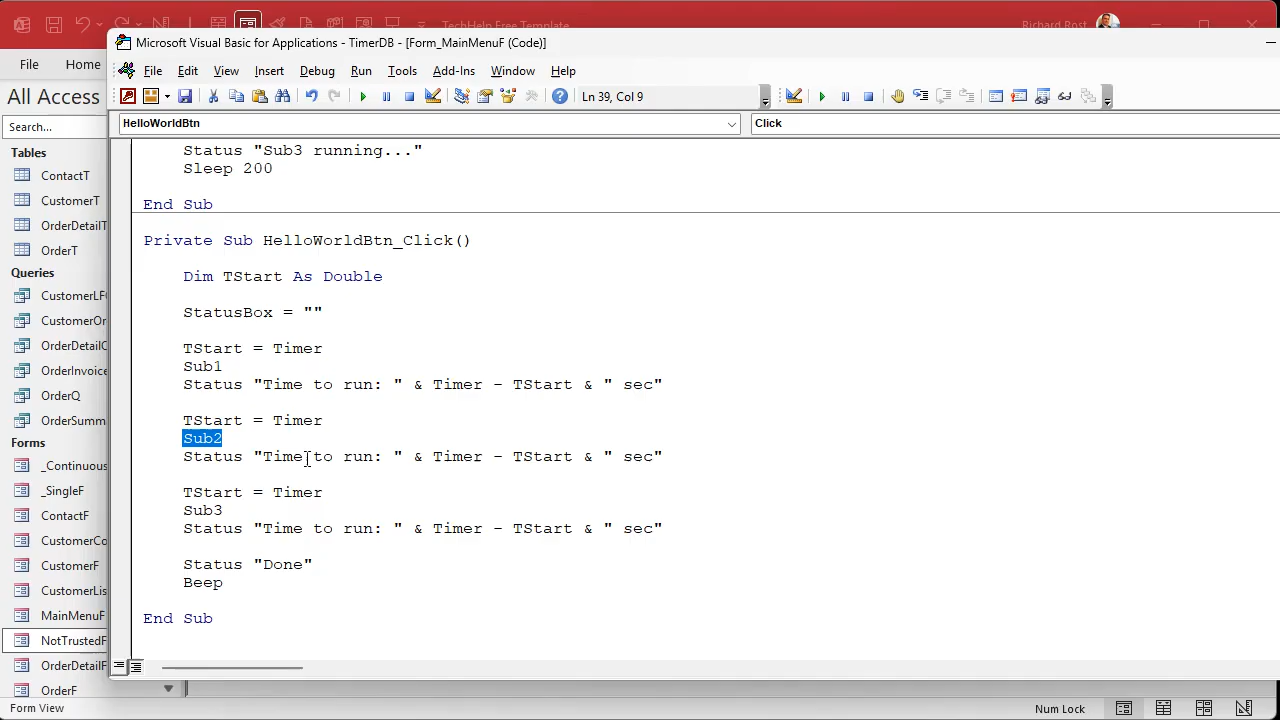 TechHelp Free Template
Richard Rost
Microsoft Visual Basic for Applications - TimerDB - [Form_MainMenuF (Code)]
File Home
File Edit View Insert Debug Run Tools Add-Ins Window Help
All Access
Ln 39, Col 9
Search...
HelloWorldBtn
Click
Tables
ContactT
CustomerT
OrderDetailT
OrderT
Queries
CustomerLF
CustomerOr
OrderDetailQ
OrderInvoice
OrderQ
OrderSumm
Forms
_Continuous
_SingleF
ContactF
CustomerCo
CustomerF
CustomerLis
MainMenuF
NotTrustedF
OrderDetailF
OrderF
Status "Sub3 running..."
Sleep 200
End Sub
Private Sub HelloWorldBtn_Click()
Dim TStart As Double
StatusBox = ""
TStart = Timer
Sub1
Status "Time to run: " & Timer - TStart & " sec"
TStart = Timer
Sub2
Status "Time to run: " & Timer - TStart & " sec"
TStart = Timer
Sub3
Status "Time to run: " & Timer - TStart & " sec"
Status "Done"
Beep
End Sub
Form View
Num Lock